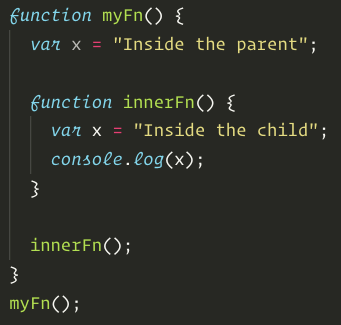 function myFn() {
  var x = "Inside the parent";

  function innerFn() {
    var x = "Inside the child";
    console.log(x);
  }

  innerFn();
}
myFn();